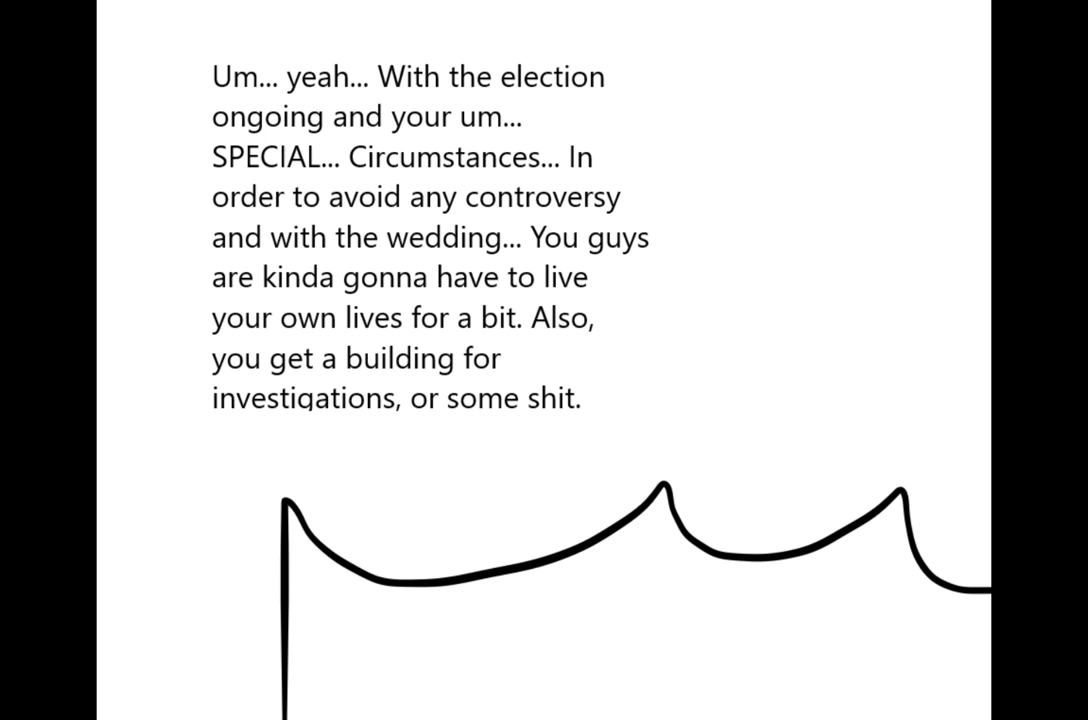 Um... yeah... With the election
ongoing and your um...
SPECIAL... Circumstances... In
order to avoid any controversy
and with the wedding... You guys
are kinda gonna have to live
your own lives for a bit. Also,
you get a building for
investigations, or some shit.